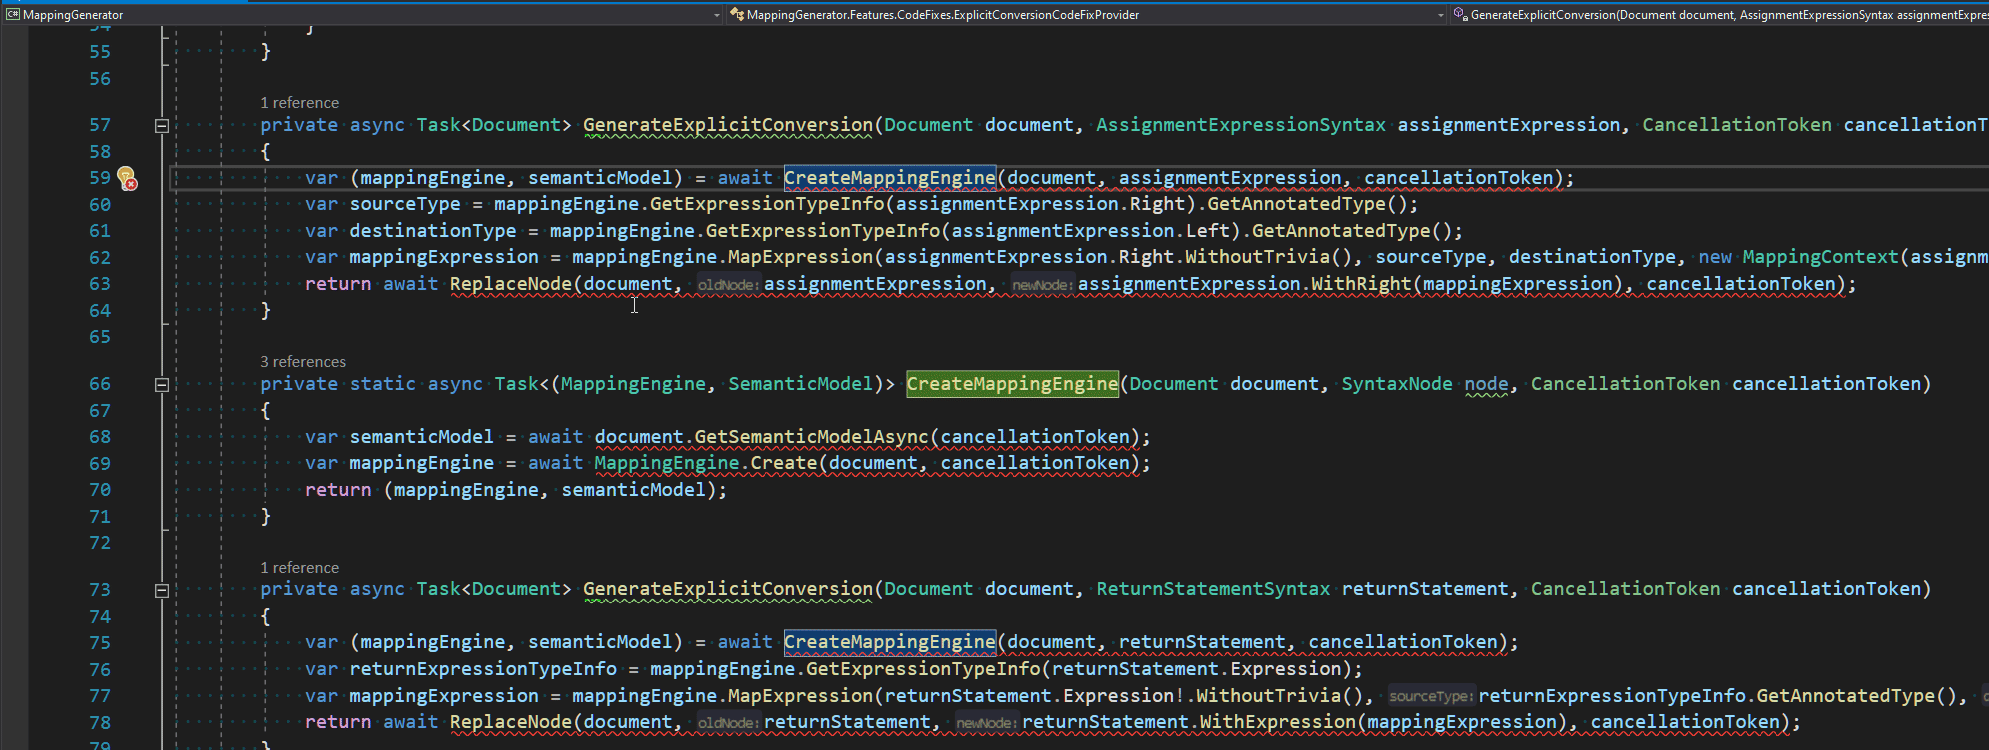 MappingGenerator MappingGenerator.Features.CodeFixes.ExplicitConversionCodeFixProvider GenerateExplicitConversion(Document document, AssignmentExpressionSyntax assignmentExpres
54 }
55 }
56
1 reference
57 private async Task<Document> GenerateExplicitConversion(Document document, AssignmentExpressionSyntax assignmentExpression, CancellationToken cancellationT
58 {
59 var (mappingEngine, semanticModel) = await CreateMappingEngine(document, assignmentExpression, cancellationToken);
60 var sourceType = mappingEngine.GetExpressionTypeInfo(assignmentExpression.Right).GetAnnotatedType();
61 var destinationType = mappingEngine.GetExpressionTypeInfo(assignmentExpression.Left).GetAnnotatedType();
62 var mappingExpression = mappingEngine.MapExpression(assignmentExpression.Right.WithoutTrivia(), sourceType, destinationType, new MappingContext(assignm
63 return await ReplaceNode(document, oldNode: assignmentExpression, newNode: assignmentExpression.WithRight(mappingExpression), cancellationToken);
64 }
65
3 references
66 private static async Task<(MappingEngine, SemanticModel)> CreateMappingEngine(Document document, SyntaxNode node, CancellationToken cancellationToken)
67 {
68 var semanticModel = await document.GetSemanticModelAsync(cancellationToken);
69 var mappingEngine = await MappingEngine.Create(document, cancellationToken);
70 return (mappingEngine, semanticModel);
71 }
72
1 reference
73 private async Task<Document> GenerateExplicitConversion(Document document, ReturnStatementSyntax returnStatement, CancellationToken cancellationToken)
74 {
75 var (mappingEngine, semanticModel) = await CreateMappingEngine(document, returnStatement, cancellationToken);
76 var returnExpressionTypeInfo = mappingEngine.GetExpressionTypeInfo(returnStatement.Expression);
77 var mappingExpression = mappingEngine.MapExpression(returnStatement.Expression!.WithoutTrivia(), sourceType: returnExpressionTypeInfo.GetAnnotatedType(),
78 return await ReplaceNode(document, oldNode: returnStatement, newNode: returnStatement.WithExpression(mappingExpression), cancellationToken);
79 }